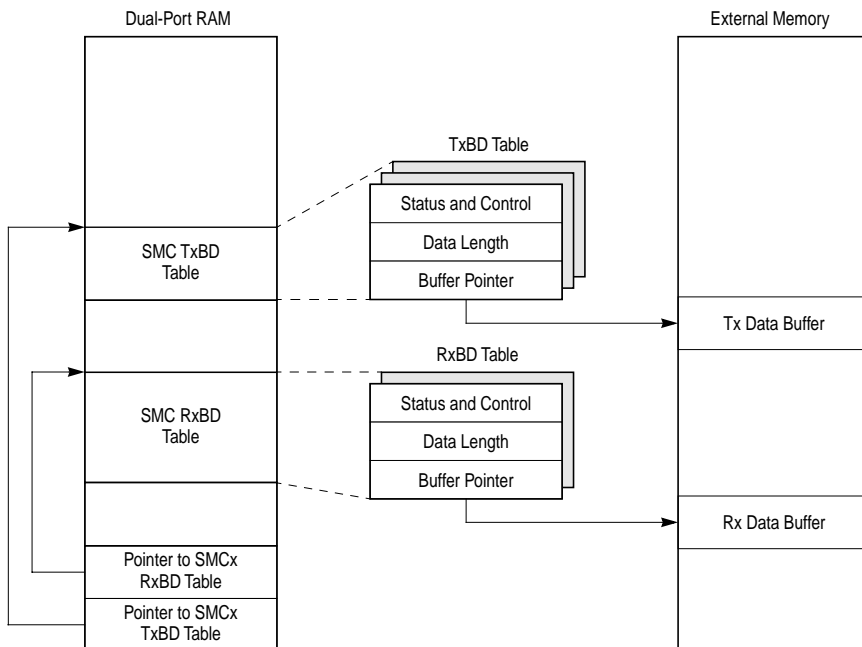 Dual-Port RAM
External Memory
TxBD Table
Status and Control
Data Length
Buffer Pointer
SMC TxBD
Table
Tx Data Buffer
RxBD Table
Status and Control
Data Length
Buffer Pointer
SMC RxBD
Table
Rx Data Buffer
Pointer to SMCx
RxBD Table
Pointer to SMCx
TxBD Table